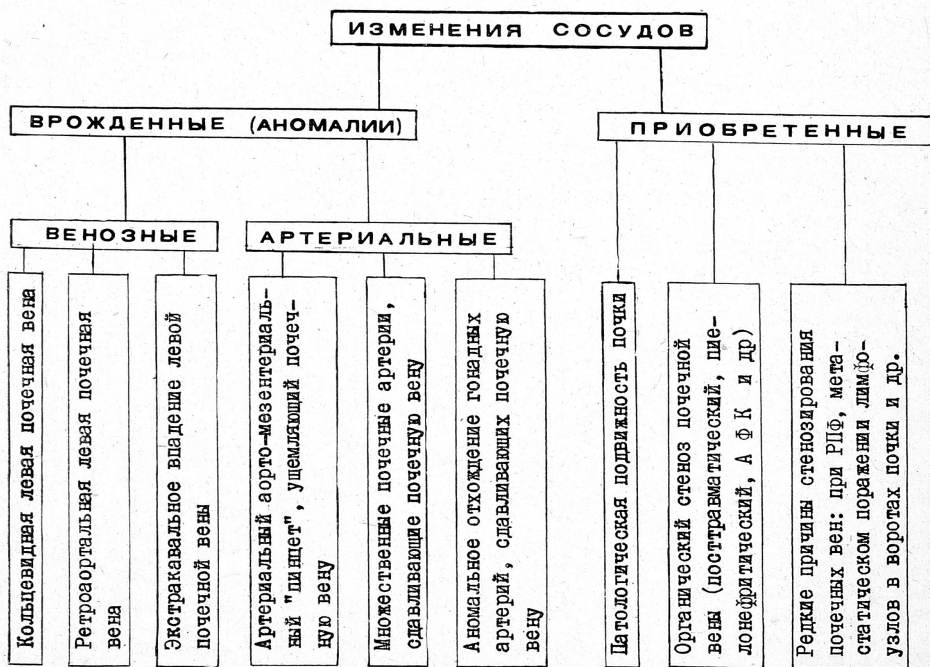 ИЗМЕНЕНИЯ СОСУДОВ
ВРОЖДЕННЫЕ (АНОМАЛИИ)
ПРИОБРЕТЕННЫЕ
ВЕНОЗНЫЕ
АРТЕРИАЛЬНЫЕ
Кольцевидная левая почечная вена
Ретроаортальная левая почечная
вена
Экстракавальное впадение левой
почечной вены
Артериальный аорто-мезентериаль-
ный "пинцет", ущемляющий почеч-
ную вену
Множественные почечные артерии,
сдавливающие почечную вену
Аномальное отхождение гонадных
артерий, сдавливающих почечную
вену
Патологическая подвижность почки
Органический стеноз почечной
вены (посттравматический, пие-
лонефритический, АФК и др)
Редкие причины стенозирования
почечных вен: при РПФ, мета-
статическом поражении лимфо-
узлов в воротах почки и др.